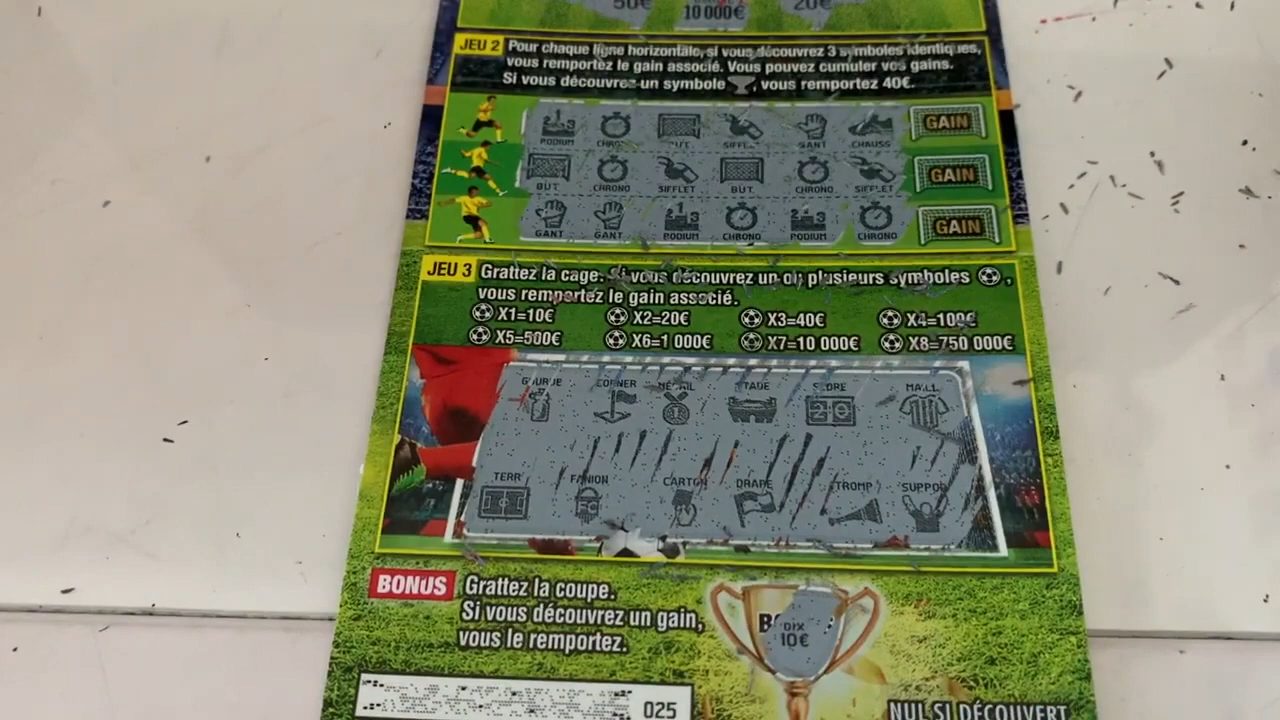 50€ 10 000€ 20€
JEU 2 Pour chaque ligne horizontale, si vous découvrez 3 symboles identiques,
vous remportez le gain associé. Vous pouvez cumuler vos gains.
Si vous découvrez un symbole , vous remportez 40€.
PODIUM CHRONO BUT SIFFLET GANT CHAUSS GAIN
BUT CHRONO SIFFLET BUT CHRONO SIFFLET GAIN
GANT GANT PODIUM CHRONO PODIUM CHRONO GAIN
JEU 3 Grattez la cage. Si vous découvrez un ou plusieurs symboles ,
vous remportez le gain associé.
X1=10€ X2=20€ X3=40€ X4=100€
X5=500€ X6=1 000€ X7=10 000€ X8=750 000€
GOURDE CORNER STADE SCORE
2 0
TERR FANION CARTON DRAPE TROMP SUPPO
FC
BONUS Grattez la coupe.
Si vous découvrez un gain,
vous le remportez.
DIX
10€
025
NUL SI DÉCOUVERT